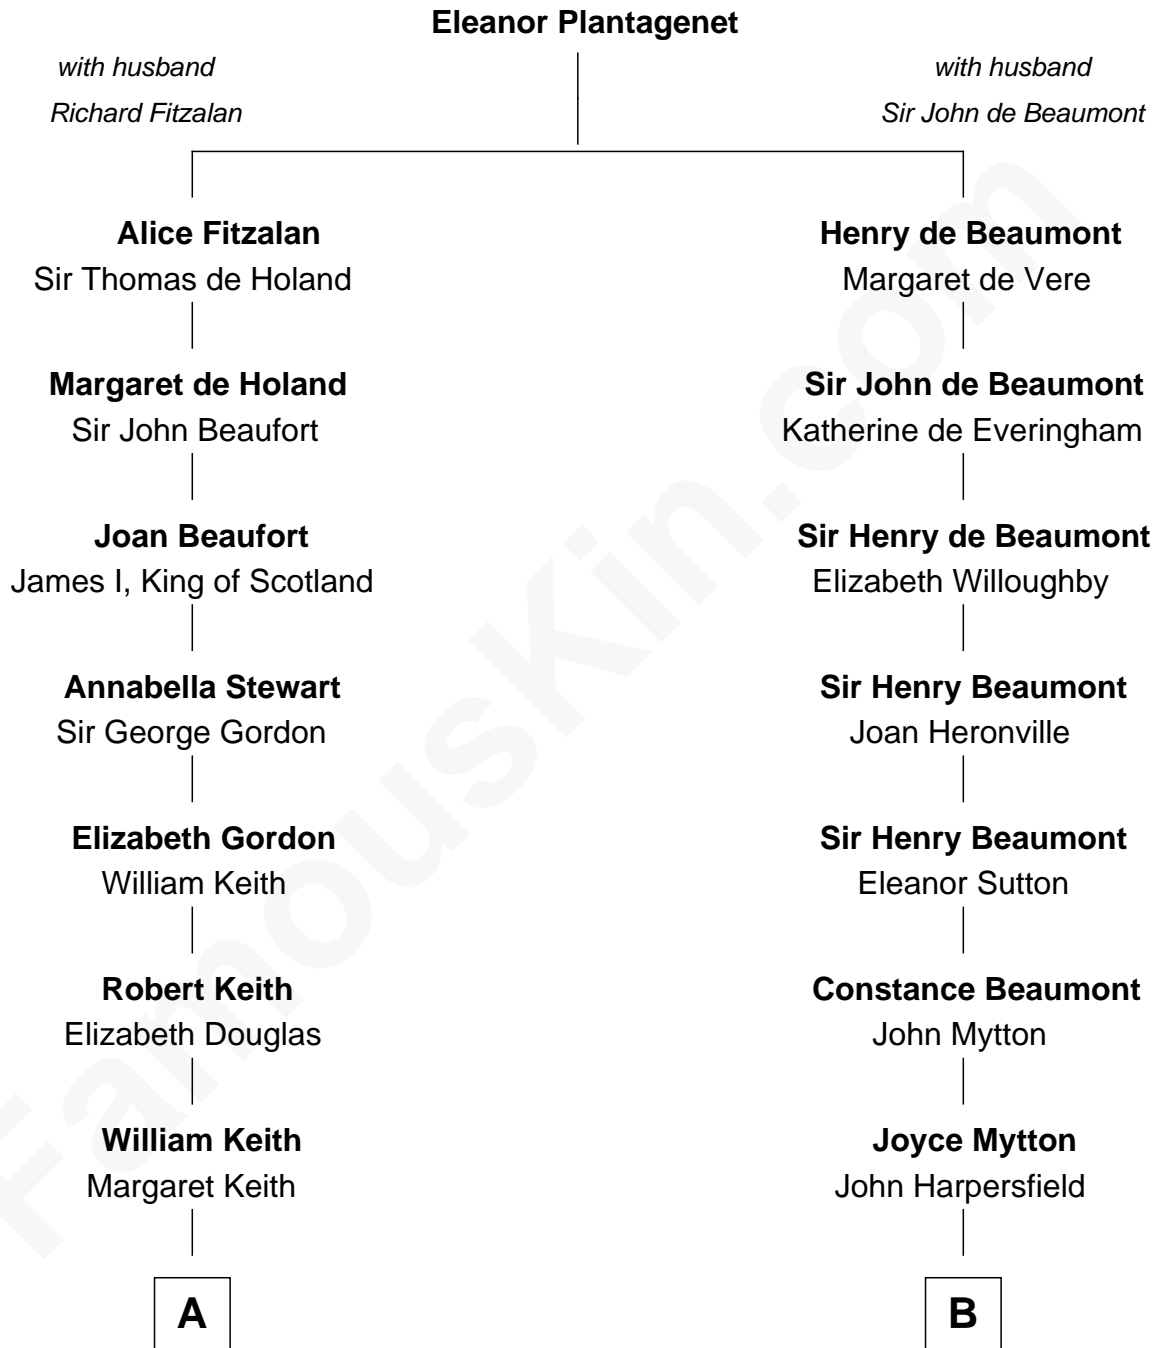 Eleanor Plantagenet
with husband
Richard Fitzalan
with husband
Sir John de Beaumont
Alice Fitzalan
Sir Thomas de Holand
Henry de Beaumont
Margaret de Vere
Margaret de Holand
Sir John Beaufort
Sir John de Beaumont
Katherine de Everingham
Joan Beaufort
James I, King of Scotland
Sir Henry de Beaumont
Elizabeth Willoughby
Annabella Stewart
Sir George Gordon
Sir Henry Beaumont
Joan Heronville
Elizabeth Gordon
William Keith
Sir Henry Beaumont
Eleanor Sutton
Robert Keith
Elizabeth Douglas
Constance Beaumont
John Mytton
William Keith
Margaret Keith
Joyce Mytton
John Harpersfield
A
B
FamousKin.com